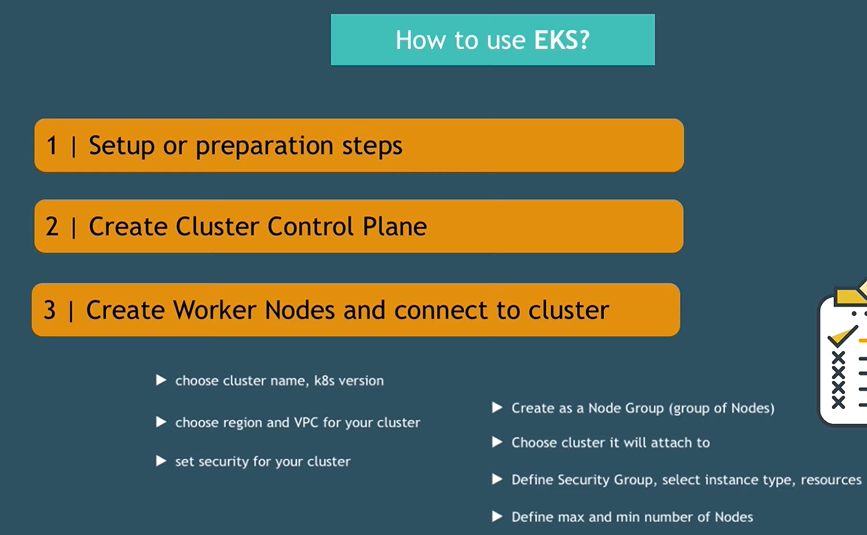 How to use EKS?
1 | Setup or preparation steps
2 | Create Cluster Control Plane
3 | Create Worker Nodes and connect to cluster
choose cluster name, k8s version
choose region and VPC for your cluster
set security for your cluster
Create as a Node Group (group of Nodes)
Choose cluster it will attach to
Define Security Group, select instance type, resources
Define max and min number of Nodes